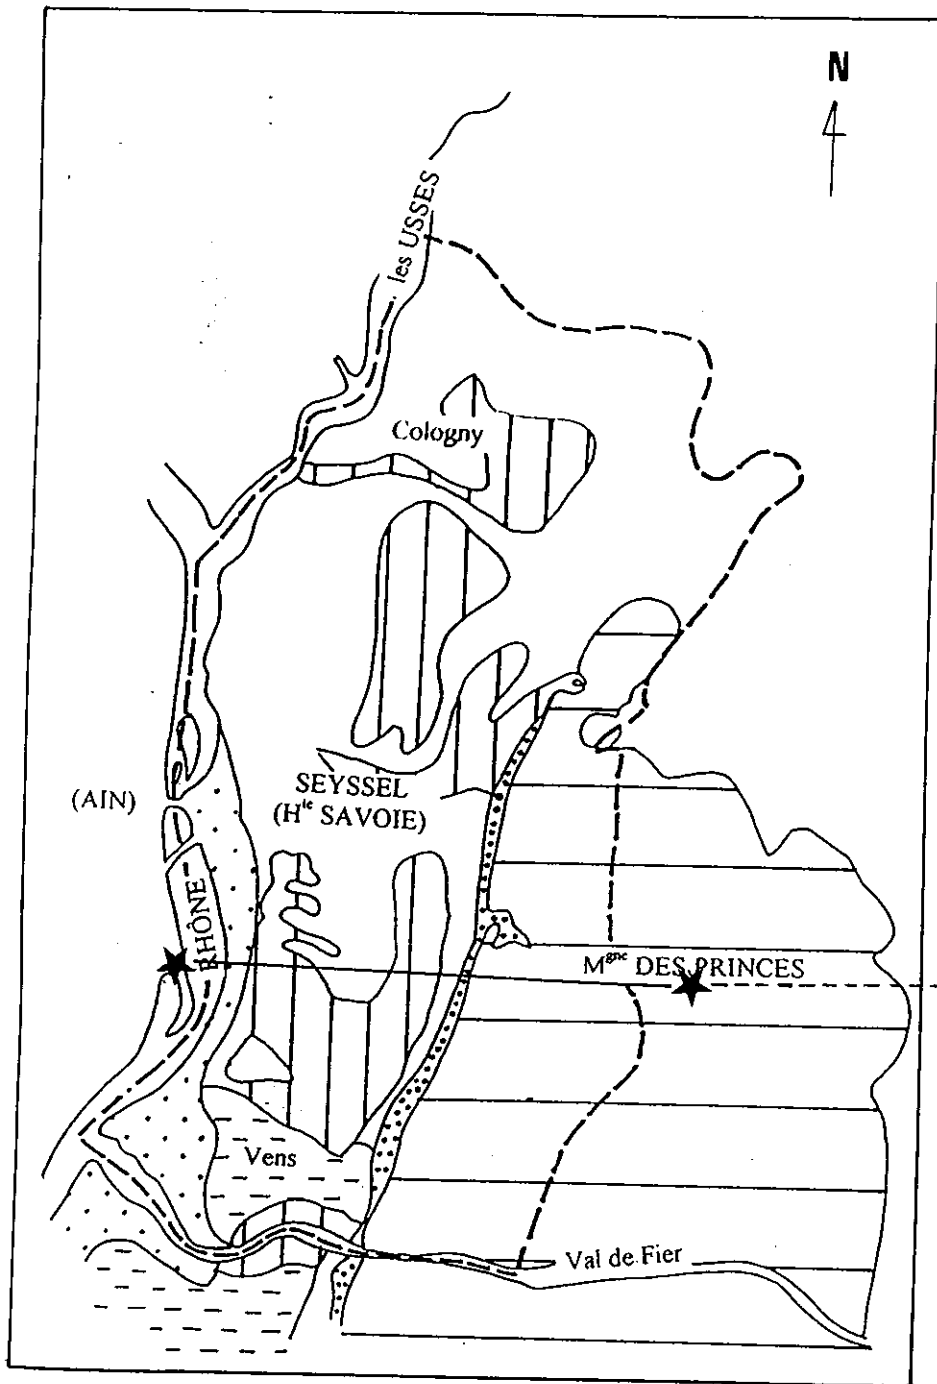 N
les USSES
Cologny
SEYSSEL
(Hte SAVOIE)
(AIN)
RHÔNE
Mgne DES PRINCES
Vens
Val de Fier